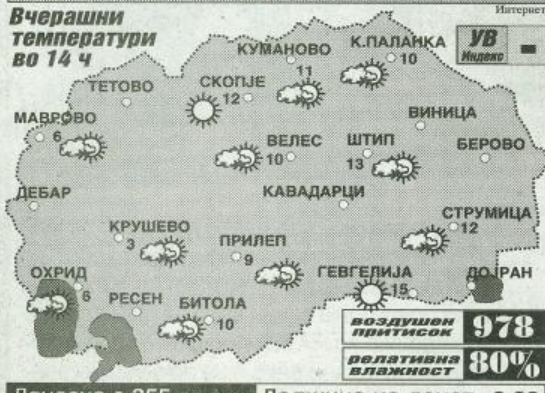 Интернет
Вчерашни
температури
во 14 ч
УВ
Индекс
-
КУМАНОВО
11
К.ПАЛАНКА
10
ТЕТОВО
СКОПЈЕ
12
МАВРОВО
6
ВИНИЦА
ВЕЛЕС
10
ШТИП
13
БЕРОВО
ДЕБАР
КАВАДАРЦИ
КРУШЕВО
3
СТРУМИЦА
12
ПРИЛЕП
9
ОХРИД
6
РЕСЕН
БИТОЛА
10
ГЕВГЕЛИЈА
15
ДОЈРАН
воздушен
притисок
978
релативна
влажност
80%